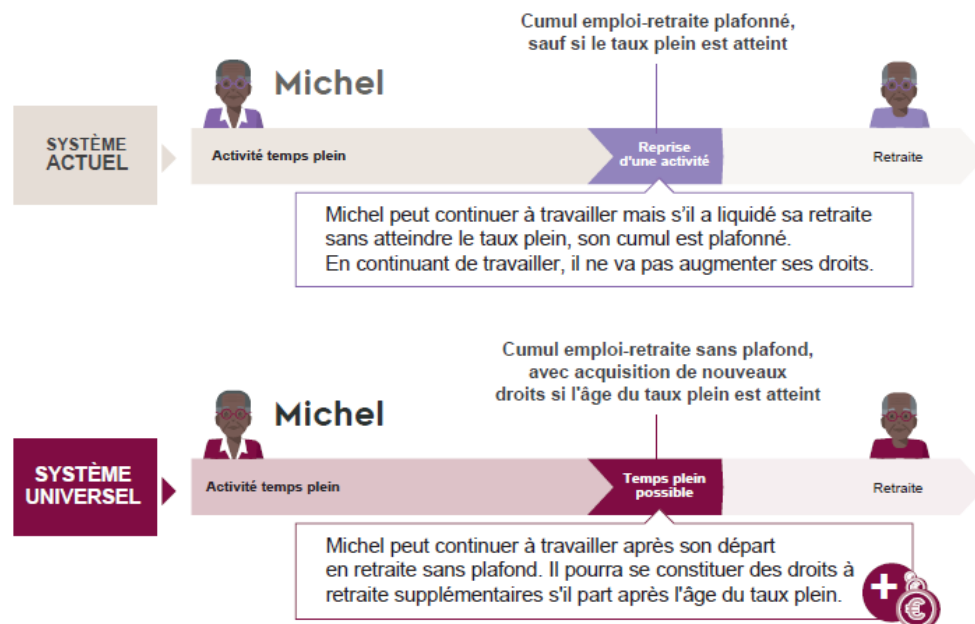 Cumul emploi-retraite plafonné,
sauf si le taux plein est atteint
Michel
SYSTÈME
ACTUEL
Activité temps plein
Reprise
d'une activité
Retraite
Michel peut continuer à travailler mais s'il a liquidé sa retraite
sans atteindre le taux plein, son cumul est plafonné.
En continuant de travailler, il ne va pas augmenter ses droits.
Cumul emploi-retraite sans plafond,
avec acquisition de nouveaux
droits si l'âge du taux plein est atteint
Michel
SYSTÈME
UNIVERSEL
Activité temps plein
Temps plein
possible
Retraite
Michel peut continuer à travailler après son départ
en retraite sans plafond. Il pourra se constituer des droits à
retraite supplémentaires s'il part après l'âge du taux plein.
+
€